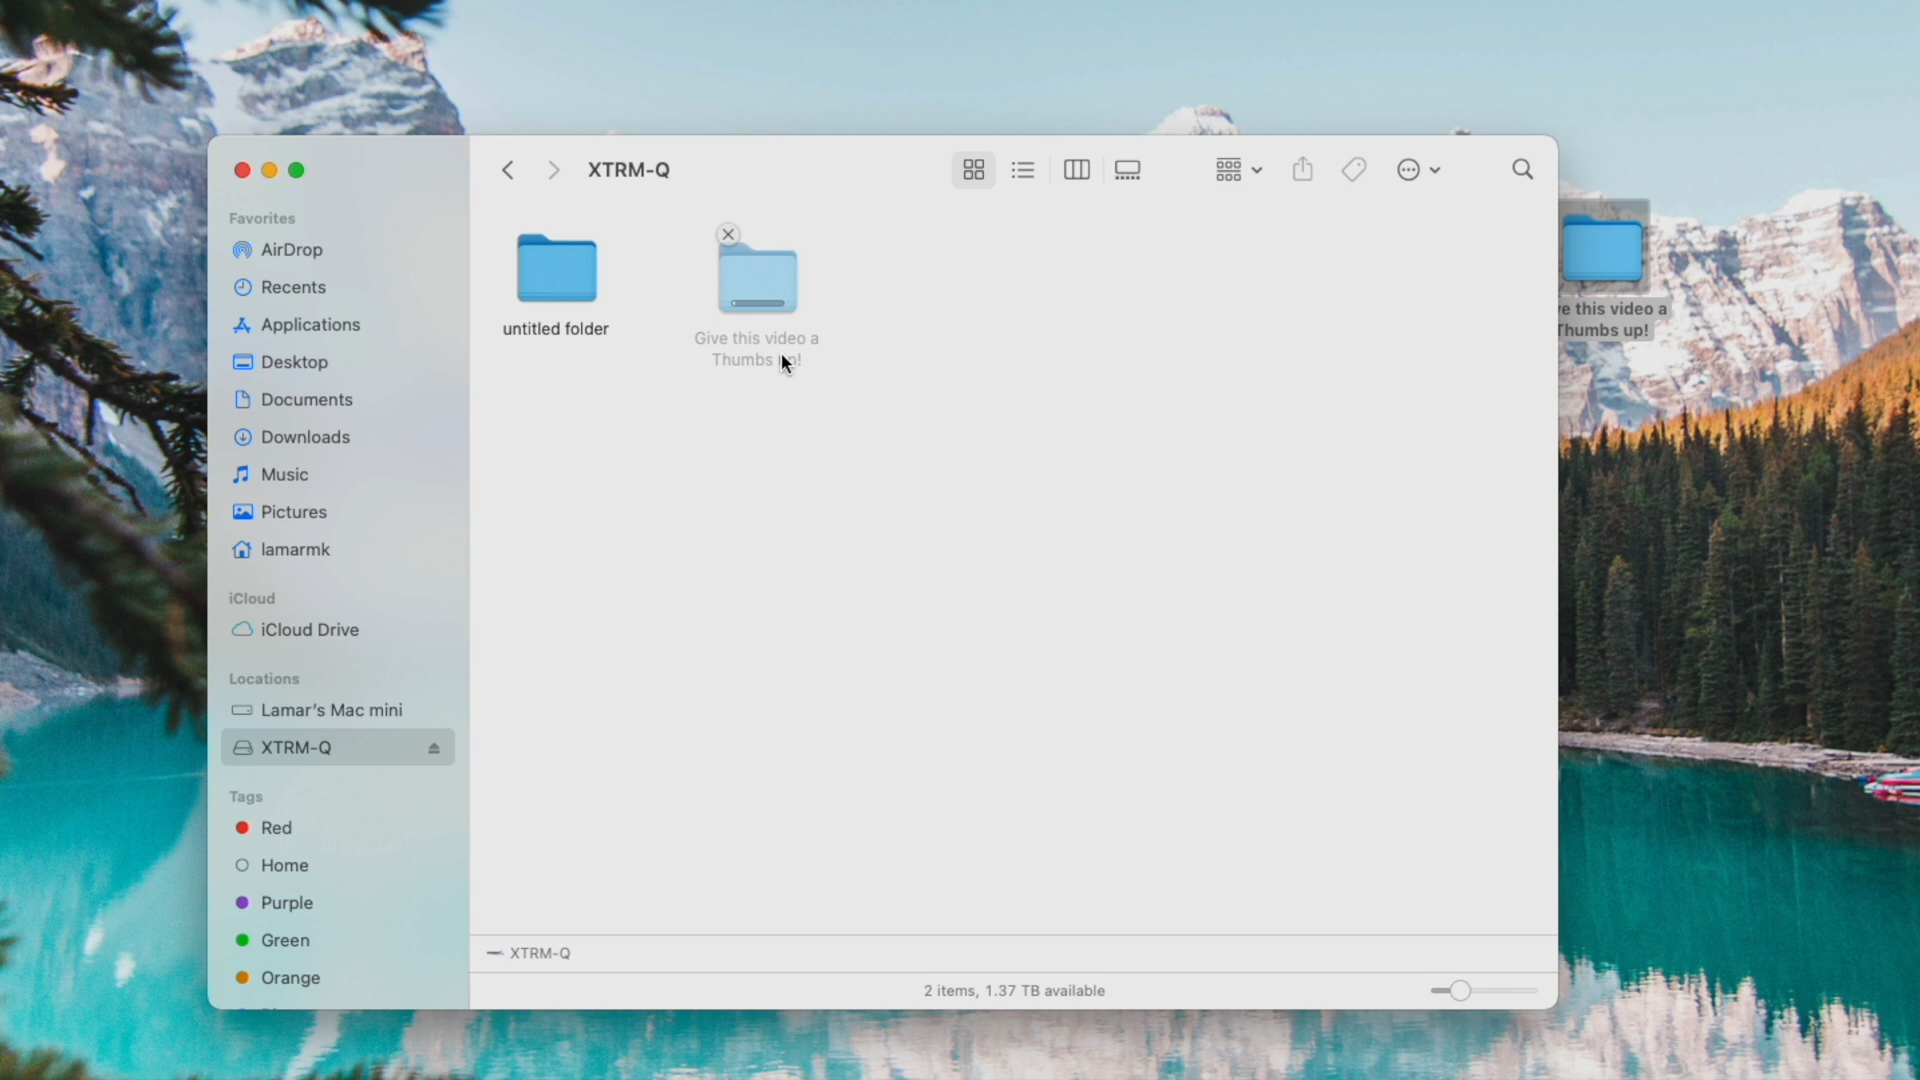 XTRM-Q
Favorites
AirDrop
Recents
Applications
Desktop
Documents
Downloads
Music
Pictures
lamarmk
iCloud
iCloud Drive
Locations
Lamar's Mac mini
XTRM-Q
Tags
Red
Home
Purple
Green
Orange
untitled folder
Give this video a
Thumbs up!
XTRM-Q
2 items, 1.37 TB available
ve this video a
Thumbs up!